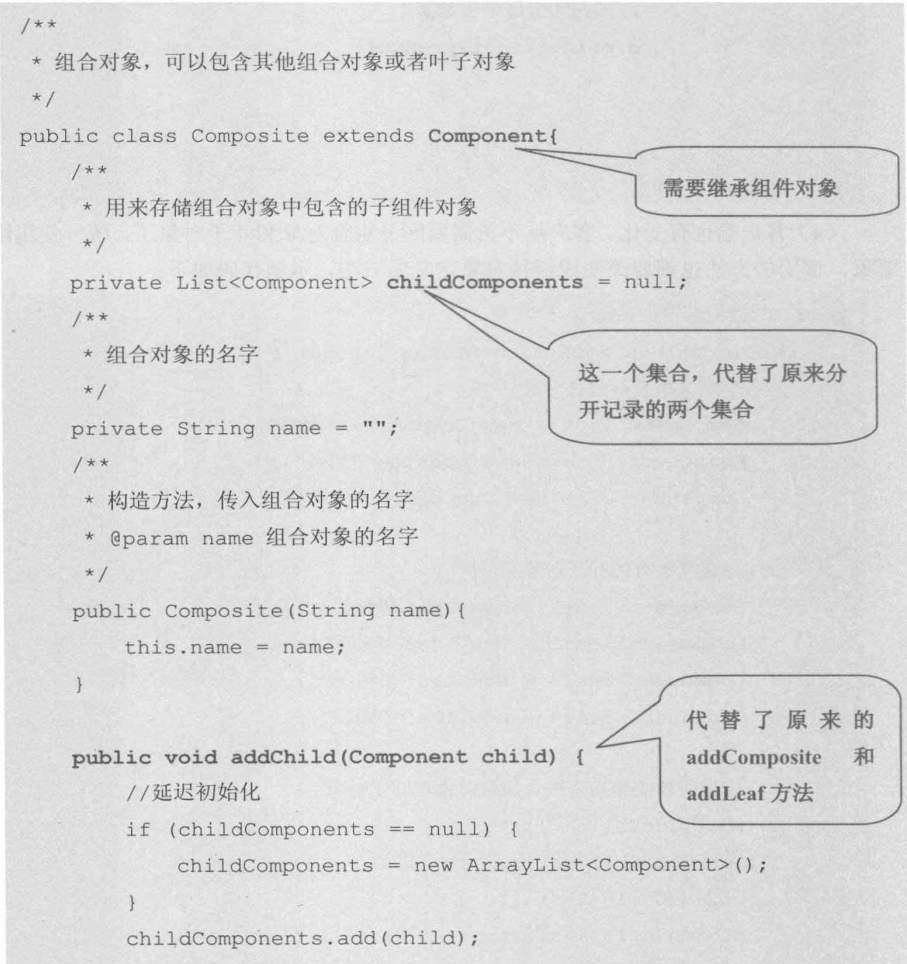 /**
* 组合对象，可以包含其他组合对象或者叶子对象
*/
public class Composite extends Component{
/**
需要继承组件对象
* 用来存储组合对象中包含的子组件对象
*/
private List<Component> childComponents = null;
/**
* 组合对象的名字
这一个集合，代替了原来分
开记录的两个集合
*/
private String name = "";
/**
* 构造方法，传入组合对象的名字
* @param name 组合对象的名字
*/
public Composite(String name){
this.name = name;
}
代替了原来的
addComposite 和
addLeaf 方法
public void addChild(Component child) {
//延迟初始化
if (childComponents == null) {
childComponents = new ArrayList<Component>();
}
childComponents.add(child);